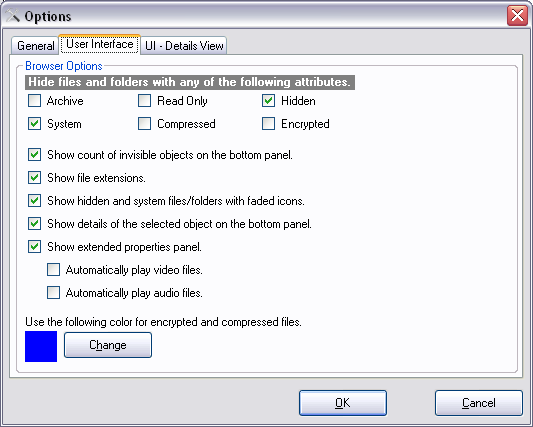 Options
General User Interface UI - Details View
Browser Options
Hide files and folders with any of the following attributes.
Archive Read Only Hidden
System Compressed Encrypted
Show count of invisible objects on the bottom panel.
Show file extensions.
Show hidden and system files/folders with faded icons.
Show details of the selected object on the bottom panel.
Show extended properties panel.
Automatically play video files.
Automatically play audio files.
Use the following color for encrypted and compressed files.
Change
OK Cancel